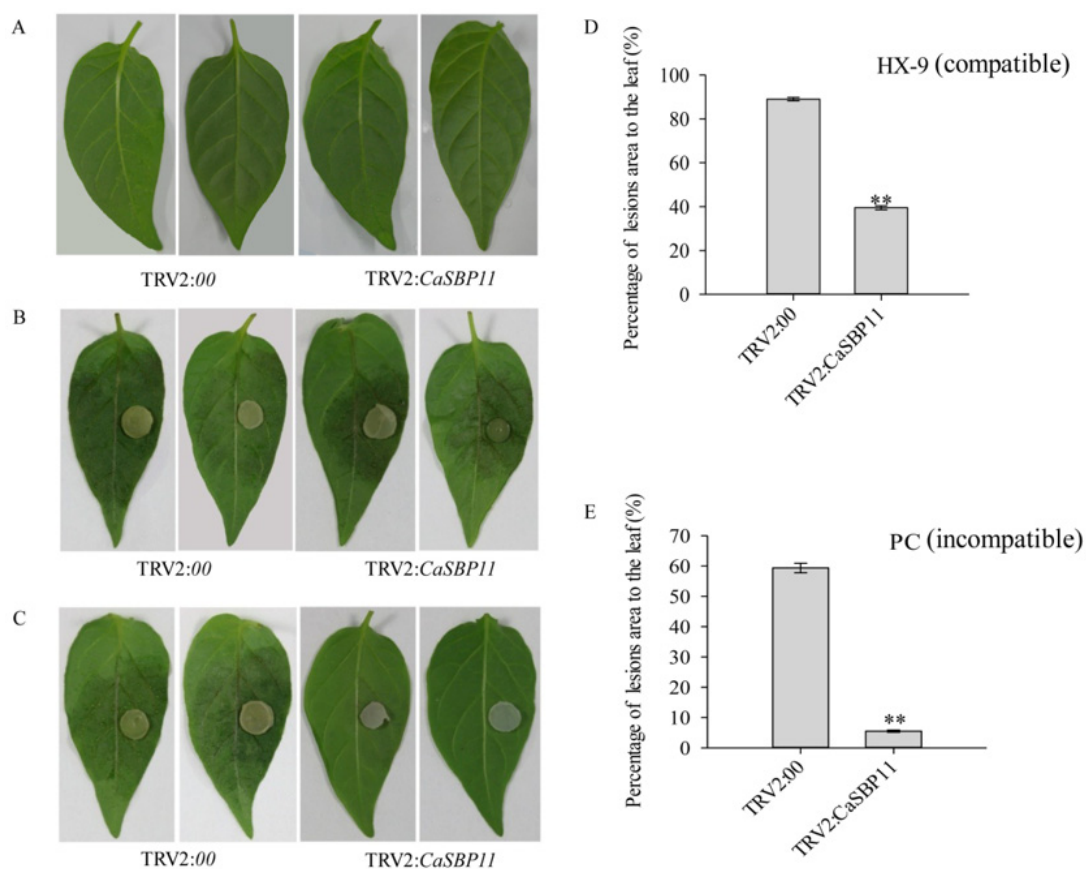 A
TRV2:00
TRV2:CaSBP11
B
TRV2:00
TRV2:CaSBP11
C
TRV2:00
TRV2:CaSBP11
D
HX-9 (compatible)
Percentage of lesions area to the leaf (%)
100
80
60
40
20
0
**
TRV2:00
TRV2:CaSBP11
E
PC (incompatible)
Percentage of lesions area to the leaf (%)
70
60
50
40
30
20
10
0
**
TRV2:00
TRV2:CaSBP11